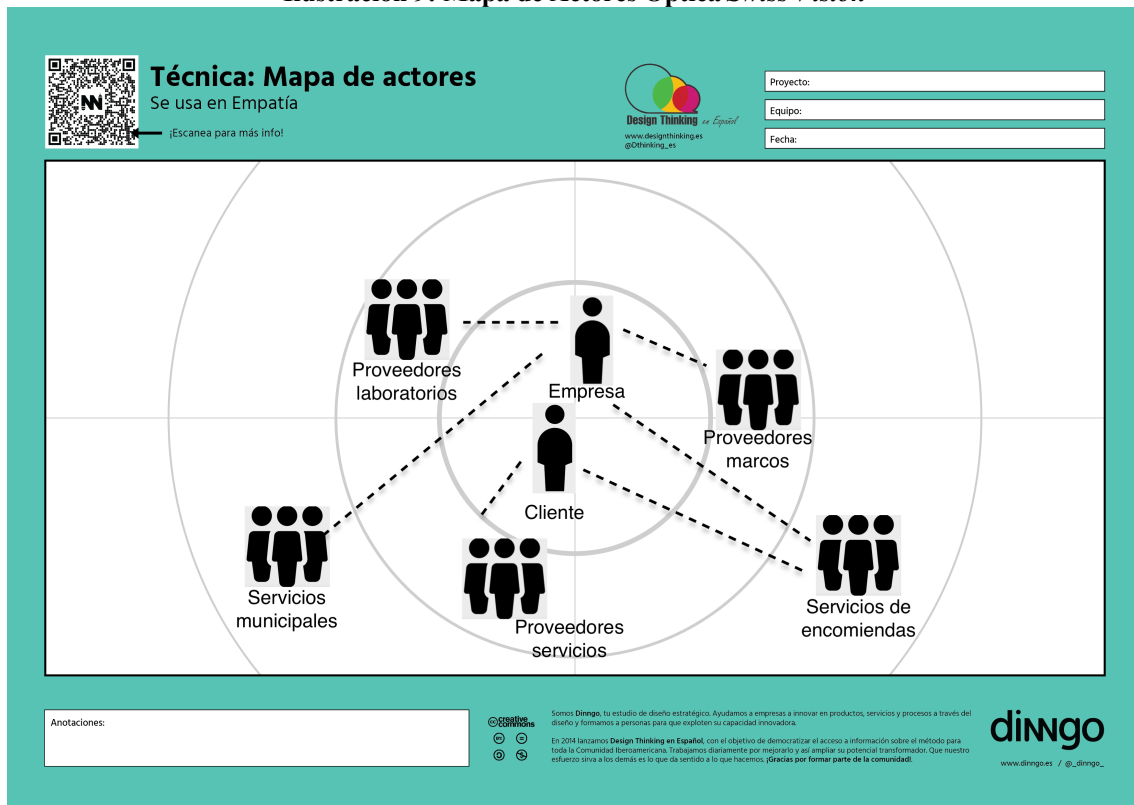 Ilustración 9: Mapa de Actores Óptica Swiss Vision
Técnica: Mapa de actores
Se usa en Empatía
¡Escanea para más info!
NN
Design Thinking en Español
www.designthinking.es
@Dthinking_es
Proyecto:
Equipo:
Fecha:
Proveedores
laboratorios
Empresa
Proveedores
marcos
Cliente
Servicios
municipales
Proveedores
servicios
Servicios de
encomiendas
Anotaciones:
cc creative
commons
Somos Dinngo, tu estudio de diseño estratégico. Ayudamos a empresas a innovar en productos, servicios y procesos a través del
diseño y formamos a personas para que exploten su capacidad innovadora.
En 2014 lanzamos Design Thinking en Español, con el objetivo de democratizar el acceso a información sobre el método para
toda la Comunidad Iberoamericana. Trabajamos diariamente por mejorarlo y así ampliar su potencial transformador. Que nuestro
esfuerzo sirva a los demás es lo que da sentido a lo que hacemos. ¡Gracias por formar parte de la comunidad!.
dinngo
www.dinngo.es / @_dinngo_